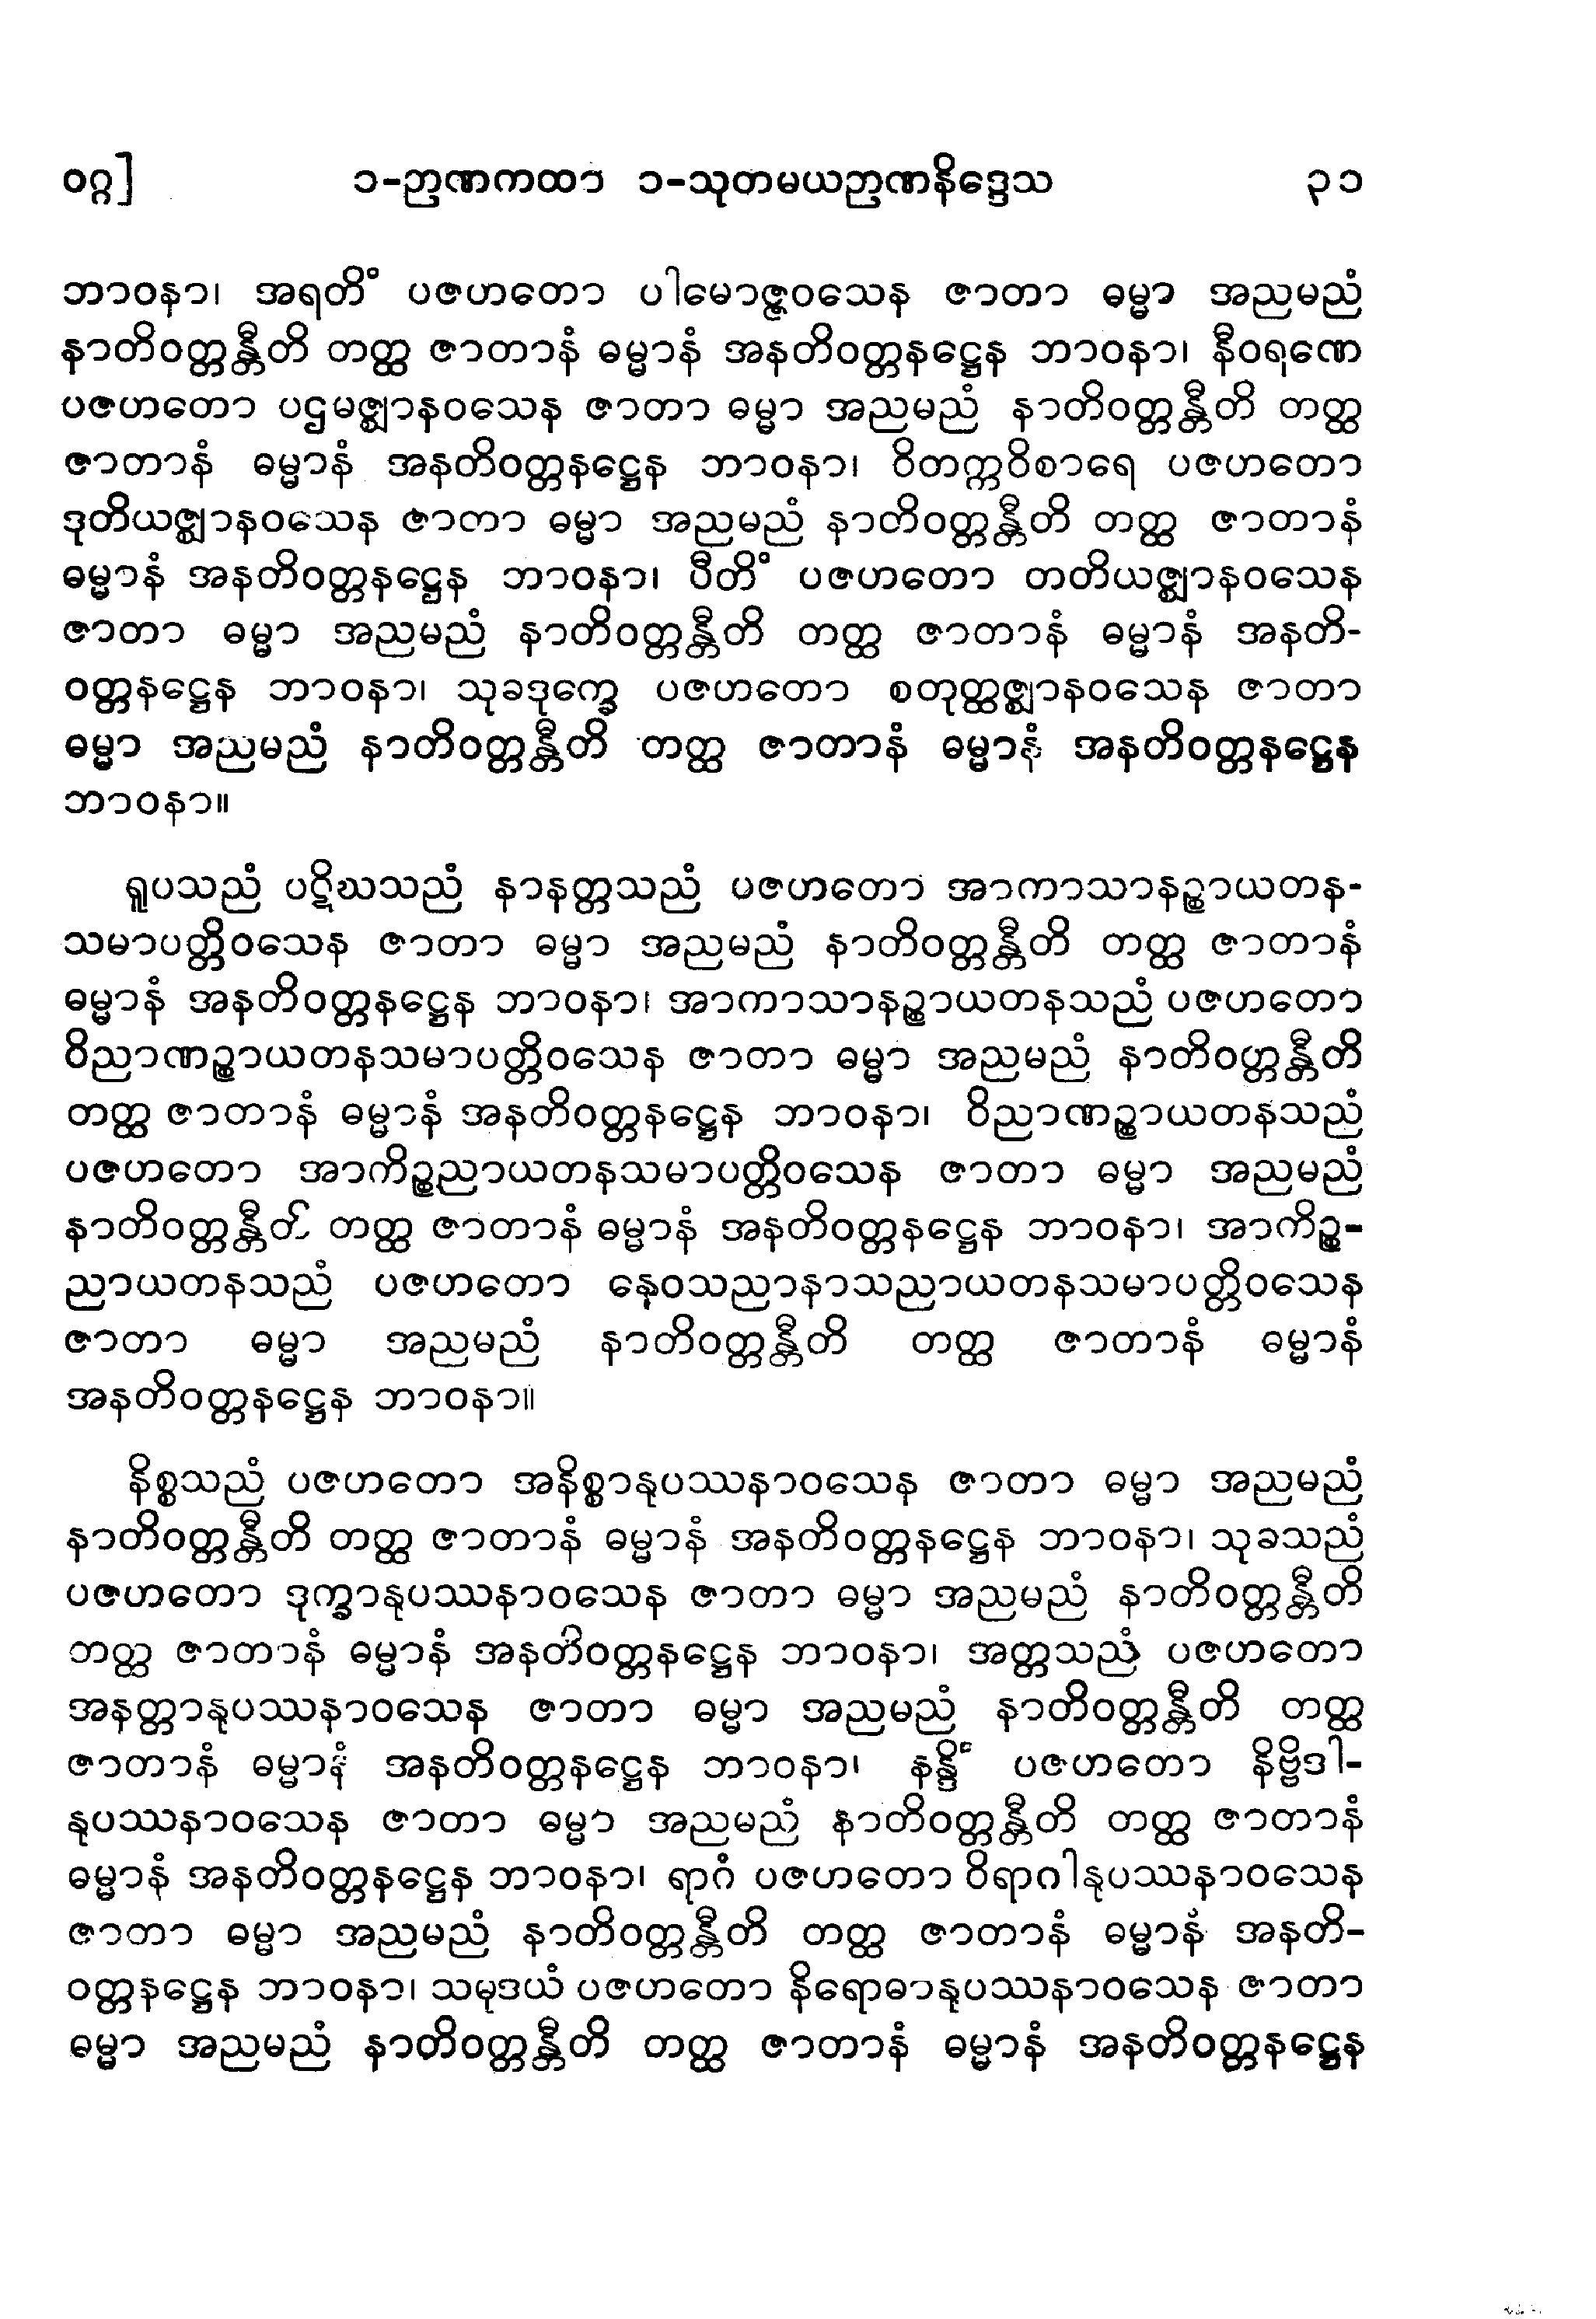 ဝဂ္ဂ] ၁-ဉာဏကထာ ၁-သုတမယဉာဏနိဒ္ဒေသ ၃၁
ဘာဝနာ၊ အရတိံ ပဇဟတော ပါမောဇ္ဇဝသေန ဇာတာ ဓမ္မာ အညမညံ
နာတိဝတ္တန္တီတိ တတ္ထ ဇာတာနံ ဓမ္မာနံ အနတိဝတ္တနဋ္ဌေန ဘာဝနာ၊ နီဝရဏေ
ပဇဟတော ပဌမဇ္ဈာနဝသေန ဇာတာ ဓမ္မာ အညမညံ နာတိဝတ္တန္တီတိ တတ္ထ
ဇာတာနံ ဓမ္မာနံ အနတိဝတ္တနဋ္ဌေန ဘာဝနာ၊ ဝိတက္ကဝိစာရေ ပဇဟတော
ဒုတိယဇ္ဈာနဝသေန ဇာတာ ဓမ္မာ အညမညံ နာတိဝတ္တန္တီတိ တတ္ထ ဇာတာနံ
ဓမ္မာနံ အနတိဝတ္တနဋ္ဌေန ဘာဝနာ၊ ပီတိံ ပဇဟတော တတိယဇ္ဈာနဝသေန
ဇာတာ ဓမ္မာ အညမညံ နာတိဝတ္တန္တီတိ တတ္ထ ဇာတာနံ ဓမ္မာနံ အနတိ-
ဝတ္တနဋ္ဌေန ဘာဝနာ၊ သုခဒုက္ခေ ပဇဟတော စတုတ္ထဇ္ဈာနဝသေန ဇာတာ
ဓမ္မာ အညမညံ နာတိဝတ္တန္တီတိ တတ္ထ ဇာတာနံ ဓမ္မာနံ အနတိဝတ္တနဋ္ဌေန
ဘာဝနာ။
ရူပသညံ ပဋိဃသညံ နာနတ္တသညံ ပဇဟတော အာကာသာနဉ္စာယတန-
သမာပတ္တိဝသေန ဇာတာ ဓမ္မာ အညမညံ နာတိဝတ္တန္တီတိ တတ္ထ ဇာတာနံ
ဓမ္မာနံ အနတိဝတ္တနဋ္ဌေန ဘာဝနာ၊ အာကာသာနဉ္စာယတနသညံ ပဇဟတော
ဝိညာဏဉ္စာယတနသမာပတ္တိဝသေန ဇာတာ ဓမ္မာ အညမညံ နာတိဝတ္တန္တီတိ
တတ္ထ ဇာတာနံ ဓမ္မာနံ အနတိဝတ္တနဋ္ဌေန ဘာဝနာ၊ ဝိညာဏဉ္စာယတနသညံ
ပဇဟတော အာကိဉ္စညာယတနသမာပတ္တိဝသေန ဇာတာ ဓမ္မာ အညမညံ
နာတိဝတ္တန္တီတိ တတ္ထ ဇာတာနံ ဓမ္မာနံ အနတိဝတ္တနဋ္ဌေန ဘာဝနာ၊ အာကိဉ္စ-
ညာယတနသညံ ပဇဟတော နေဝသညာနာသညာယတနသမာပတ္တိဝသေန
ဇာတာ ဓမ္မာ အညမညံ နာတိဝတ္တန္တီတိ တတ္ထ ဇာတာနံ ဓမ္မာနံ
အနတိဝတ္တနဋ္ဌေန ဘာဝနာ။
နိစ္စသညံ ပဇဟတော အနိစ္စာနုပဿနာဝသေန ဇာတာ ဓမ္မာ အညမညံ
နာတိဝတ္တန္တီတိ တတ္ထ ဇာတာနံ ဓမ္မာနံ အနတိဝတ္တနဋ္ဌေန ဘာဝနာ၊ သုခသညံ
ပဇဟတော ဒုက္ခာနုပဿနာဝသေန ဇာတာ ဓမ္မာ အညမညံ နာတိဝတ္တန္တီတိ
တတ္ထ ဇာတာနံ ဓမ္မာနံ အနတိဝတ္တနဋ္ဌေန ဘာဝနာ၊ အတ္တသညံ ပဇဟတော
အနတ္တာနုပဿနာဝသေန ဇာတာ ဓမ္မာ အညမညံ နာတိဝတ္တန္တီတိ တတ္ထ
ဇာတာနံ ဓမ္မာနံ အနတိဝတ္တနဋ္ဌေန ဘာဝနာ၊ နန္ဒိံ ပဇဟတော နိဗ္ဗိဒါ-
နုပဿနာဝသေန ဇာတာ ဓမ္မာ အညမညံ နာတိဝတ္တန္တီတိ တတ္ထ ဇာတာနံ
ဓမ္မာနံ အနတိဝတ္တနဋ္ဌေန ဘာဝနာ၊ ရာဂံ ပဇဟတော ဝိရာဂါနုပဿနာဝသေန
ဇာတာ ဓမ္မာ အညမညံ နာတိဝတ္တန္တီတိ တတ္ထ ဇာတာနံ ဓမ္မာနံ အနတိ-
ဝတ္တနဋ္ဌေန ဘာဝနာ၊ သမုဒယံ ပဇဟတော နိရောဓာနုပဿနာဝသေန ဇာတာ
ဓမ္မာ အညမညံ နာတိဝတ္တန္တီတိ တတ္ထ ဇာတာနံ ဓမ္မာနံ အနတိဝတ္တနဋ္ဌေန